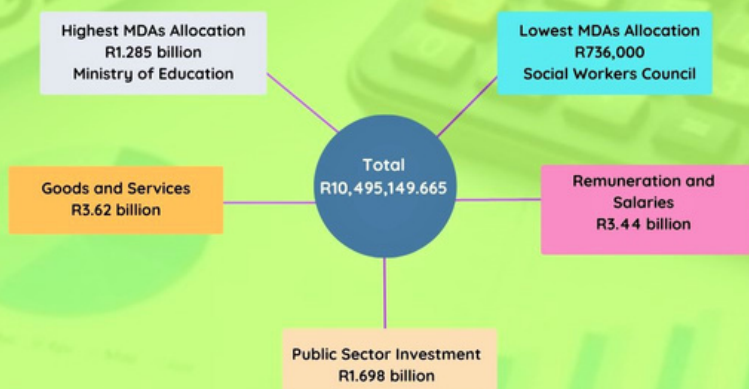 Highest MDAs Allocation
R1.285 billion
Ministry of Education
Lowest MDAs Allocation
R736,000
Social Workers Council
Total
R10,495,149.665
Goods and Services
R3.62 billion
Remuneration and
Salaries
R3.44 billion
Public Sector Investment
R1.698 billion